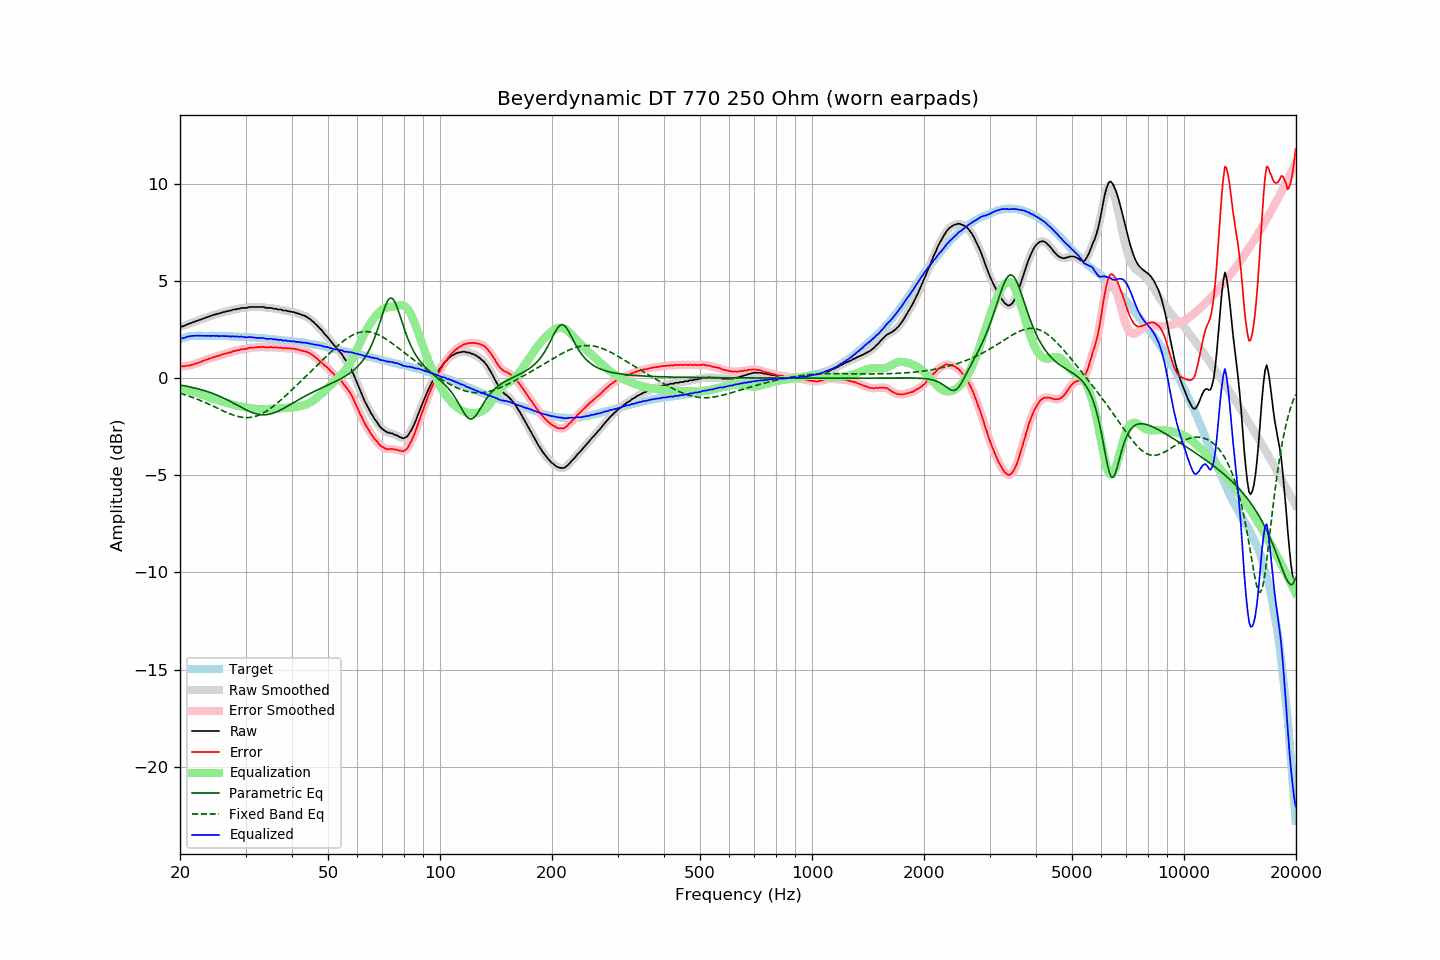 Beyerdynamic DT 770 250 Ohm (worn earpads)
Amplitude (dBr)
10
5
0
−5
−10
−15
−20
Target
Raw Smoothed
Error Smoothed
Raw
Error
Equalization
Parametric Eq
Fixed Band Eq
Equalized
20 50 100 200 500 1000 2000 5000 10000 20000
Frequency (Hz)